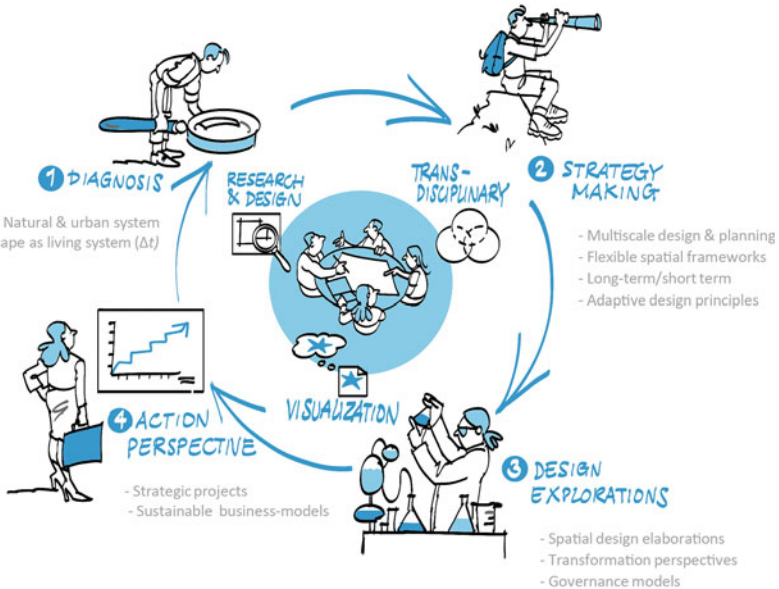 1 DIAGNOSIS
Natural & urban system
ape as living system (Δt)
RESEARCH
& DESIGN
TRANS-
DISCIPLINARY
2 STRATEGY
MAKING
- Multiscale design & planning
- Flexible spatial frameworks
- Long-term/short term
- Adaptive design principles
VISUALIZATION
3 DESIGN
EXPLORATIONS
- Spatial design elaborations
- Transformation perspectives
- Governance models
4 ACTION
PERSPECTIVE
- Strategic projects
- Sustainable business-models